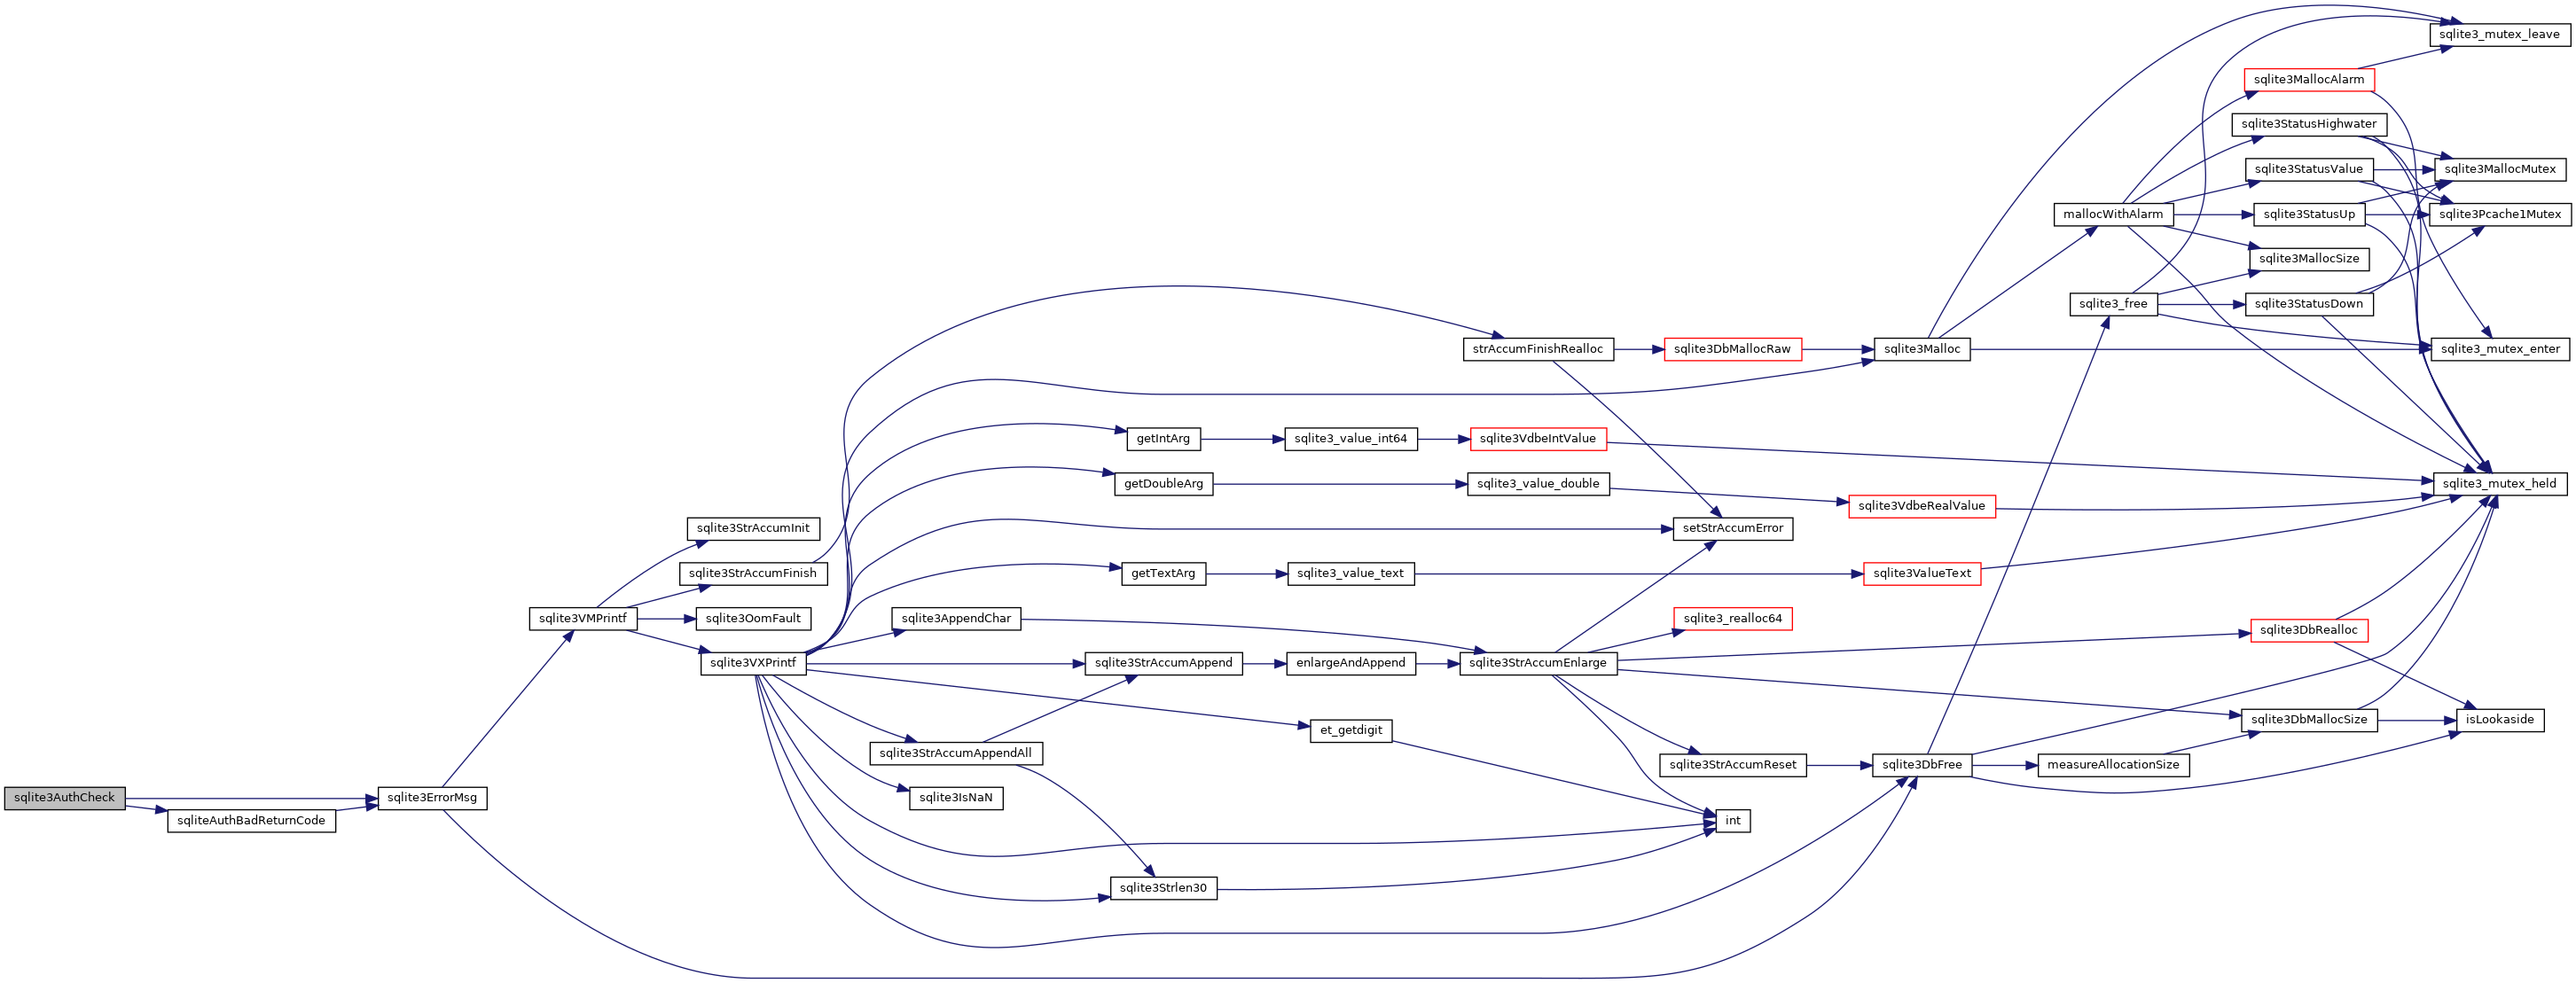 sqlite3_mutex_leave
sqlite3MallocAlarm
sqlite3StatusHighwater
sqlite3StatusValue
sqlite3MallocMutex
mallocWithAlarm
sqlite3StatusUp
sqlite3Pcache1Mutex
sqlite3MallocSize
sqlite3_free
sqlite3StatusDown
strAccumFinishRealloc
sqlite3DbMallocRaw
sqlite3Malloc
sqlite3_mutex_enter
getIntArg
sqlite3_value_int64
sqlite3VdbeIntValue
getDoubleArg
sqlite3_value_double
sqlite3_mutex_held
sqlite3VdbeRealValue
sqlite3StrAccumInit
setStrAccumError
sqlite3StrAccumFinish
getTextArg
sqlite3_value_text
sqlite3ValueText
sqlite3VMPrintf
sqlite3OomFault
sqlite3AppendChar
sqlite3_realloc64
sqlite3DbRealloc
sqlite3VXPrintf
sqlite3StrAccumAppend
enlargeAndAppend
sqlite3StrAccumEnlarge
et_getdigit
sqlite3DbMallocSize
isLookaside
sqlite3StrAccumAppendAll
sqlite3StrAccumReset
sqlite3DbFree
measureAllocationSize
sqlite3AuthCheck
sqlite3ErrorMsg
sqlite3IsNaN
sqliteAuthBadReturnCode
int
sqlite3Strlen30